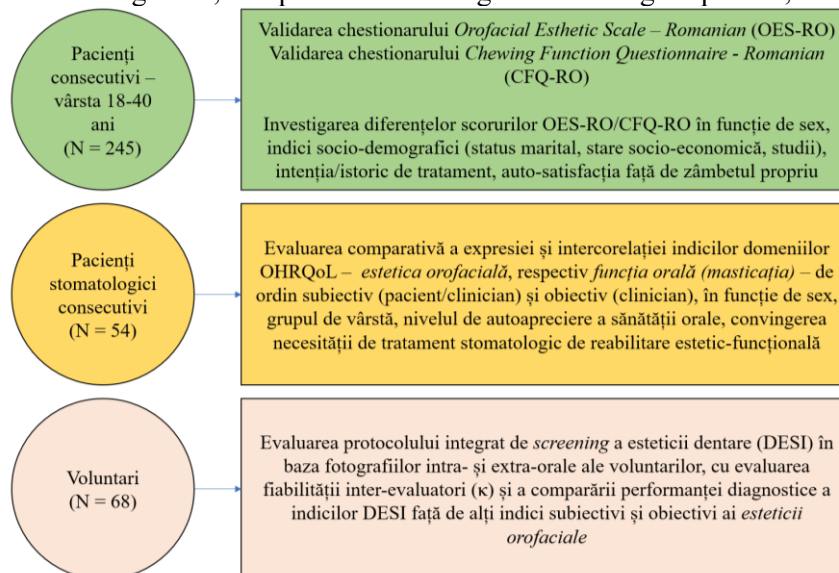 Pacienți
consecutivi –
vârsta 18-40
ani
(N = 245)
Validarea chestionarului Orofacial Esthetic Scale – Romanian (OES-RO)
Validarea chestionarului Chewing Function Questionnaire - Romanian
(CFQ-RO)
Investigarea diferențelor scorurilor OES-RO/CFQ-RO în funcție de sex,
indici socio-demografici (status marital, stare socio-economică, studii),
intenția/istoric de tratament, auto-satisfacția față de zâmbetul propriu
Pacienți
stomatologici
consecutivi
(N = 54)
Evaluarea comparativă a expresiei și intercorelației indicilor domeniilor
OHRQoL – estetica orofacială, respectiv funcția orală (masticația) – de
ordin subiectiv (pacient/clinician) și obiectiv (clinician), în funcție de sex,
grupul de vârstă, nivelul de autoapreciere a sănătății orale, convingerea
necesității de tratament stomatologic de reabilitare estetic-funcțională
Voluntari
(N = 68)
Evaluarea protocolului integrat de screening a esteticii dentare (DESI) în
baza fotografiilor intra- și extra-orale ale voluntarilor, cu evaluarea
fiabilității inter-evaluatori (κ) și a comparării performanței diagnostice a
indicilor DESI față de alți indici subiectivi și obiectivi ai esteticii
orofaciale